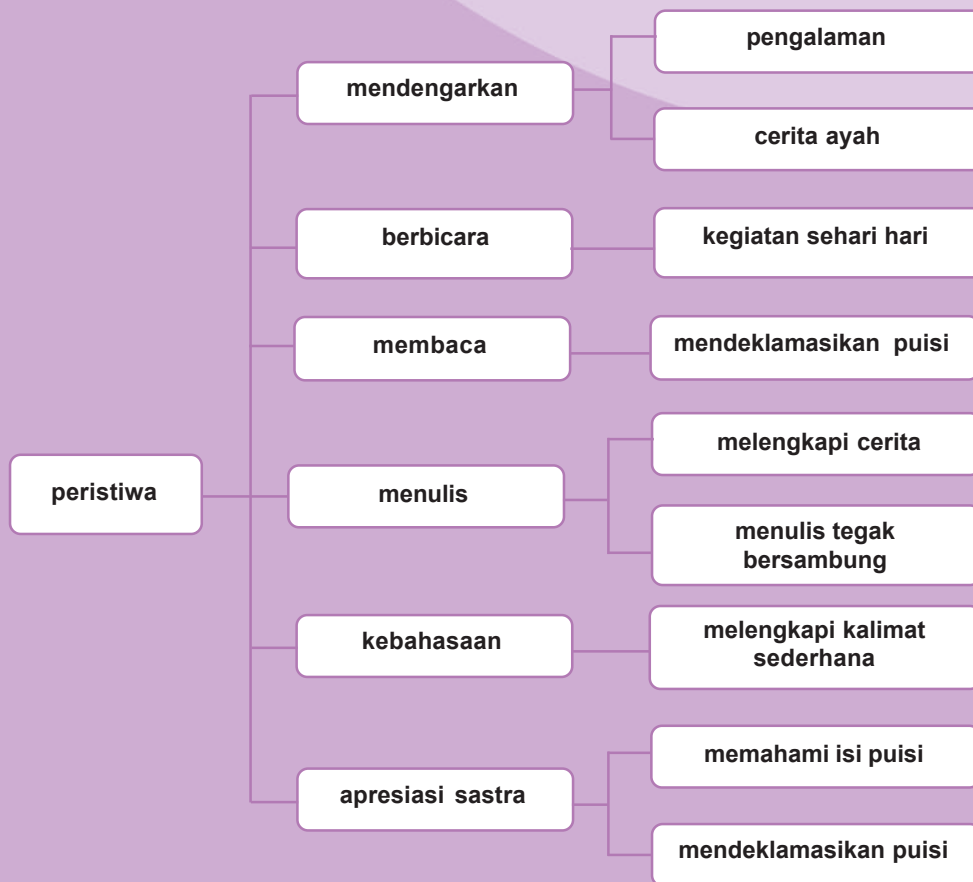 peristiwa
mendengarkan
pengalaman
cerita ayah
berbicara
kegiatan sehari hari
membaca
mendeklamasikan puisi
menulis
melengkapi cerita
menulis tegak
bersambung
kebahasaan
melengkapi kalimat
sederhana
apresiasi sastra
memahami isi puisi
mendeklamasikan puisi